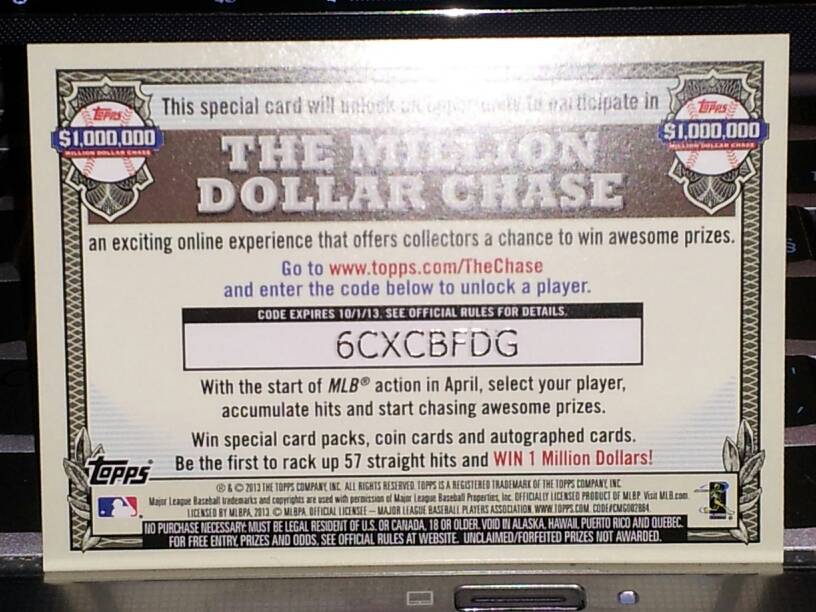 This special card will unlock an opportunity to participate in
TOPPS
$1,000,000
MILLION DOLLAR CHASE
TOPPS
$1,000,000
MILLION DOLLAR CHASE
THE MILLION
DOLLAR CHASE
an exciting online experience that offers collectors a chance to win awesome prizes.
Go to www.topps.com/TheChase
and enter the code below to unlock a player.
CODE EXPIRES 10/1/13. SEE OFFICIAL RULES FOR DETAILS.
6CXCBFDG
With the start of MLB® action in April, select your player,
accumulate hits and start chasing awesome prizes.
Win special card packs, coin cards and autographed cards.
Be the first to rack up 57 straight hits and WIN 1 Million Dollars!
TOPPS®
® & © 2013 THE TOPPS COMPANY, INC. ALL RIGHTS RESERVED. TOPPS IS A REGISTERED TRADEMARK OF THE TOPPS COMPANY, INC.
Major League Baseball trademarks and copyrights are used with permission of Major League Baseball Properties, Inc. OFFICIALLY LICENSED PRODUCT OF MLBP. Visit MLB.com.
LICENSED BY MLBPA, 2013. © MLBPA. OFFICIAL LICENSEE – MAJOR LEAGUE BASEBALL PLAYERS ASSOCIATION. WWW.TOPPS.COM. CODE#CMG002884.
NO PURCHASE NECESSARY: MUST BE LEGAL RESIDENT OF U.S. OR CANADA, 18 OR OLDER. VOID IN ALASKA, HAWAII, PUERTO RICO AND QUEBEC.
FOR FREE ENTRY, PRIZES AND ODDS, SEE OFFICIAL RULES AT WEBSITE. UNCLAIMED/FORFEITED PRIZES NOT AWARDED.